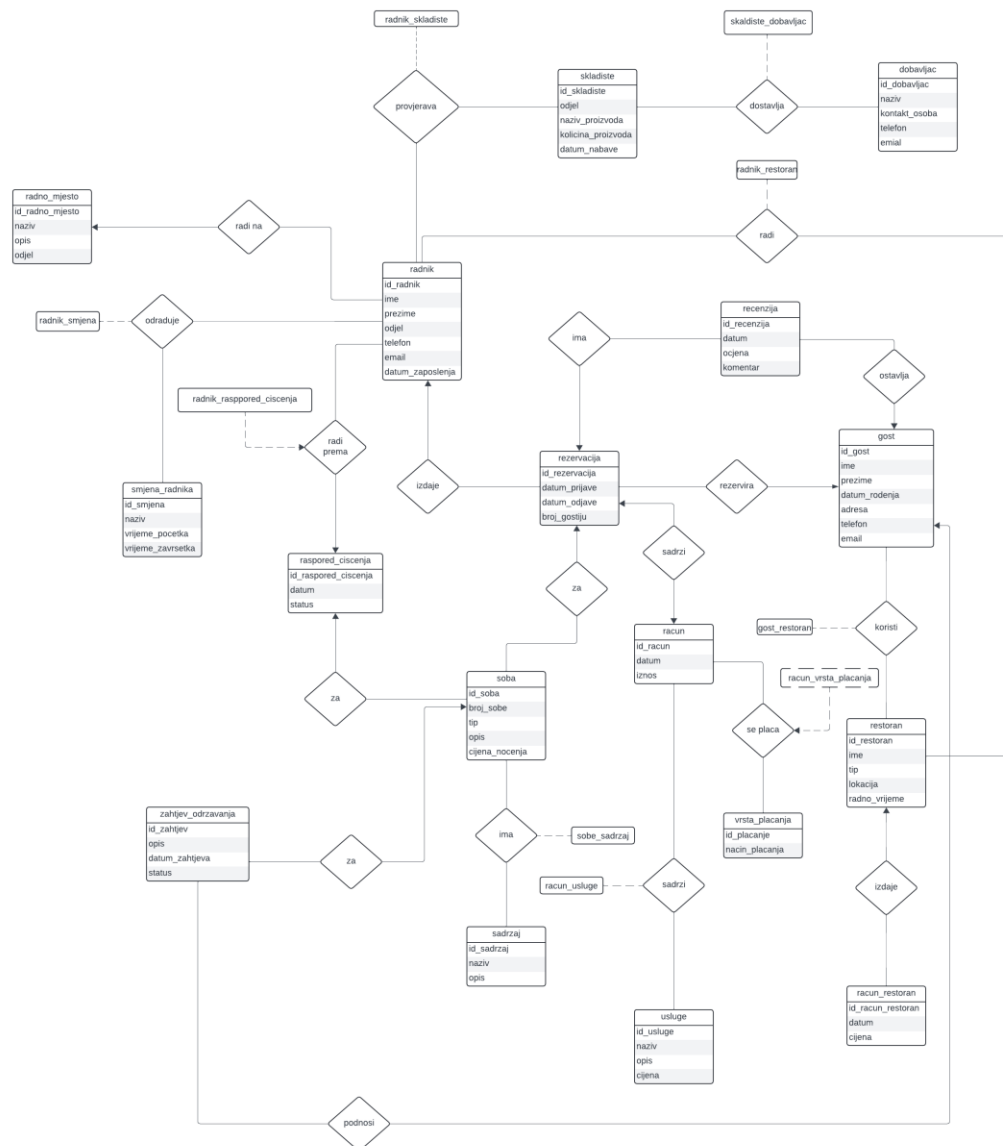 radnik_skladiste
skaldiste_dobavljac
provjerava
skladiste
id_skladiste
odjel
naziv_proizvoda
kolicina_proizvoda
datum_nabave
dostavlja
dobavljac
id_dobavljac
naziv
kontakt_osoba
telefon
emial
radnik_restoran
radi
radno_mjesto
id_radno_mjesto
naziv
opis
odjel
radi na
radnik
id_radnik
ime
prezime
odjel
telefon
email
datum_zaposlenja
radnik_smjena
odraduje
ima
recenzija
id_recenzija
datum
ocjena
komentar
ostavlja
radnik_rasppored_ciscenja
radi
prema
izdaje
rezervacija
id_rezervacija
datum_prijave
datum_odjave
broj_gostiju
rezervira
gost
id_gost
ime
prezime
datum_rodenja
adresa
telefon
email
smjena_radnika
id_smjena
naziv
vrijeme_pocetka
vrijeme_zavrsetka
raspored_ciscenja
id_raspored_ciscenja
datum
status
sadrzi
za
gost_restoran
koristi
racun
id_racun
datum
iznos
racun_vrsta_placanja
za
soba
id_soba
broj_sobe
tip
opis
cijena_nocenja
se placa
restoran
id_restoran
ime
tip
lokacija
radno_vrijeme
zahtjev_odrzavanja
id_zahtjev
opis
datum_zahtjeva
status
za
ima
sobe_sadrzaj
vrsta_placanja
id_placanje
nacin_placanja
racun_usluge
sadrzi
izdaje
sadrzaj
id_sadrzaj
naziv
opis
usluge
id_usluge
naziv
opis
cijena
racun_restoran
id_racun_restoran
datum
cijena
podnosi